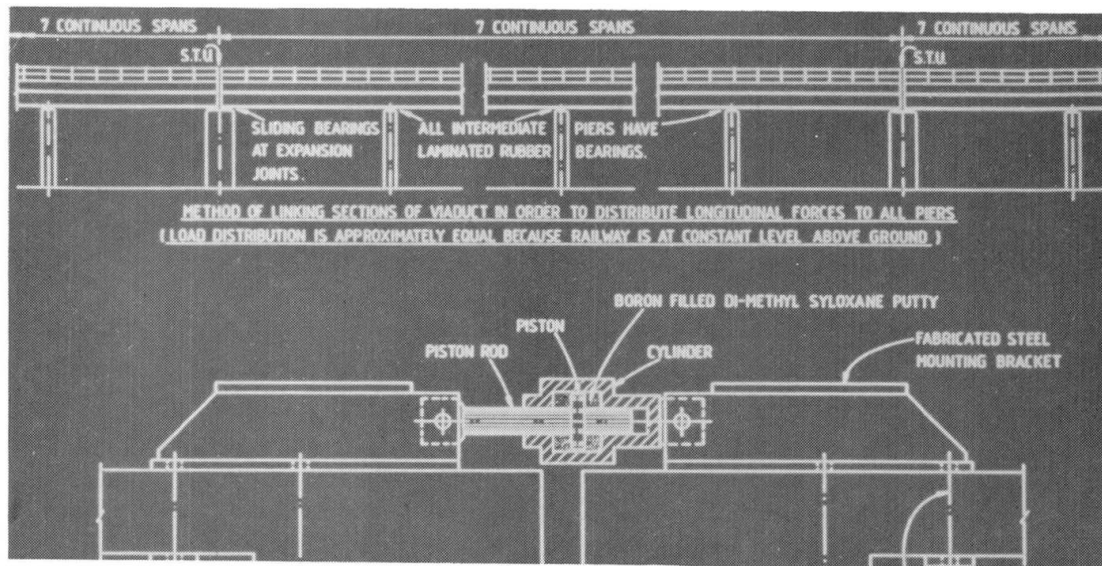 7 CONTINUOUS SPANS
7 CONTINUOUS SPANS
7 CONTINUOUS SPANS
S.T.U.
S.T.U.
SLIDING BEARINGS
AT EXPANSION
JOINTS.
ALL INTERMEDIATE
LAMINATED RUBBER
PIERS HAVE
BEARINGS.
METHOD OF LINKING SECTIONS OF VIADUCT IN ORDER TO DISTRIBUTE LONGITUDINAL FORCES TO ALL PIERS
( LOAD DISTRIBUTION IS APPROXIMATELY EQUAL BECAUSE RAILWAY IS AT CONSTANT LEVEL ABOVE GROUND )
BORON FILLED DI-METHYL SYLOXANE PUTTY
PISTON
PISTON ROD
CYLINDER
FABRICATED STEEL
MOUNTING BRACKET